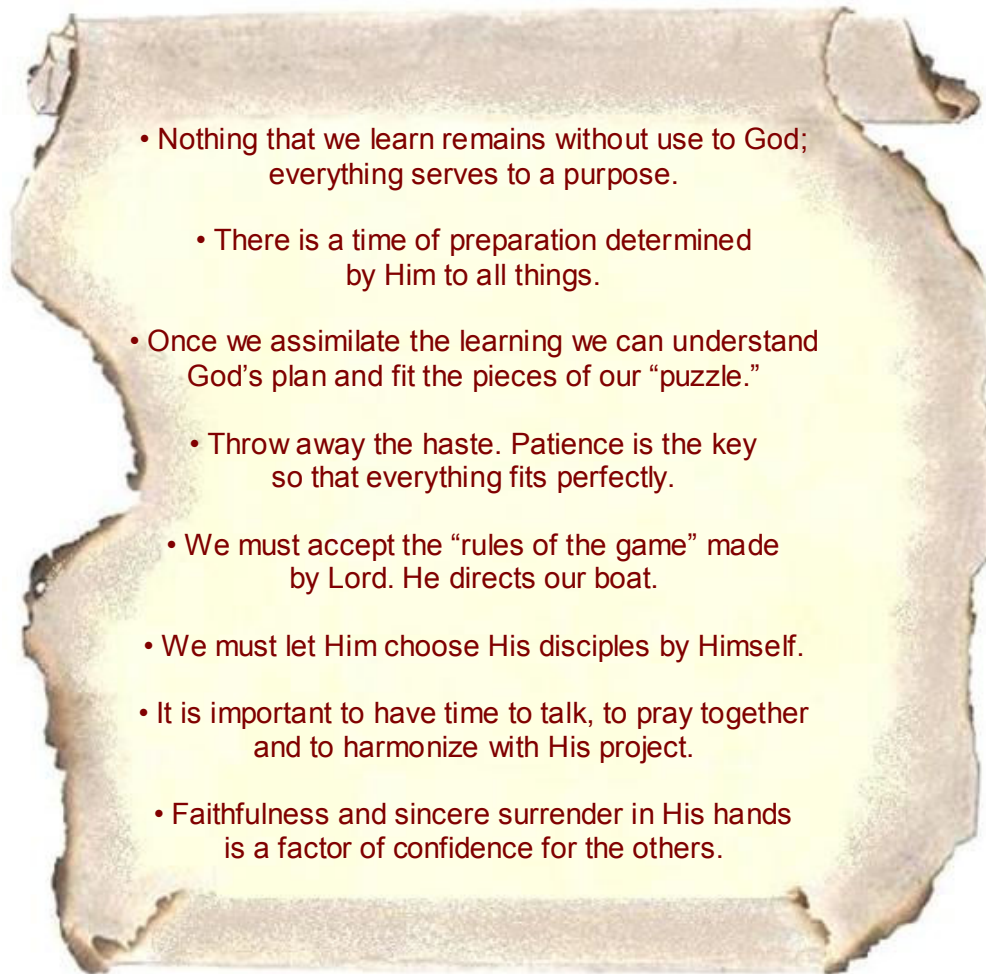 • Nothing that we learn remains without use to God;
everything serves to a purpose.
• There is a time of preparation determined
by Him to all things.
• Once we assimilate the learning we can understand
God’s plan and fit the pieces of our “puzzle.”
• Throw away the haste. Patience is the key
so that everything fits perfectly.
• We must accept the “rules of the game” made
by Lord. He directs our boat.
• We must let Him choose His disciples by Himself.
• It is important to have time to talk, to pray together
and to harmonize with His project.
• Faithfulness and sincere surrender in His hands
is a factor of confidence for the others.